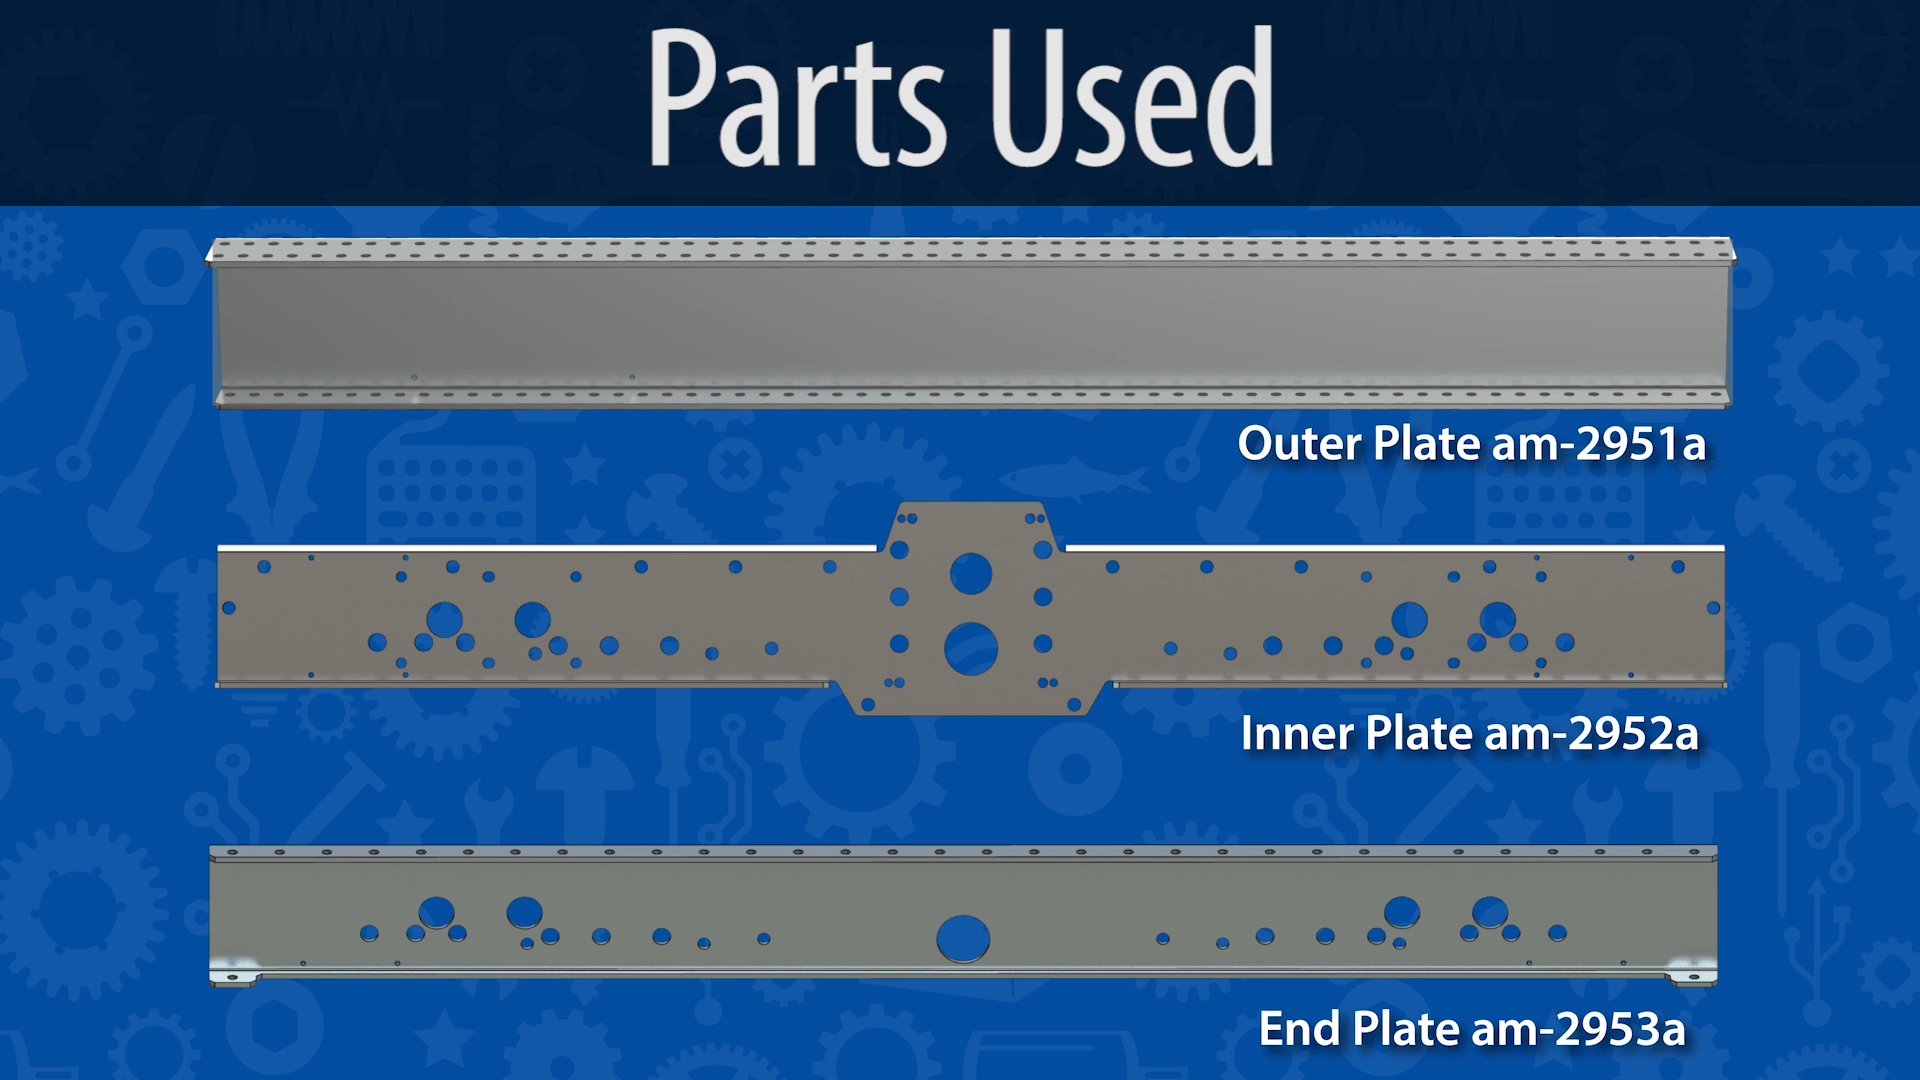 Parts Used
Outer Plate am-2951a
Inner Plate am-2952a
End Plate am-2953a